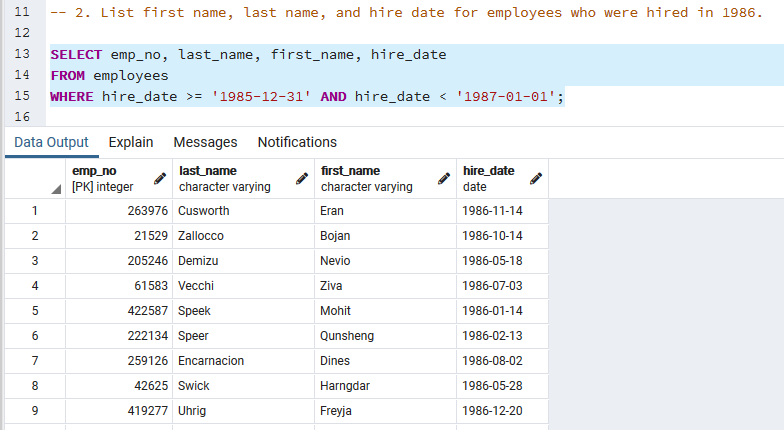 11 -- 2. List first name, last name, and hire date for employees who were hired in 1986.
12
13 SELECT emp_no, last_name, first_name, hire_date
14 FROM employees
15 WHERE hire_date >= '1985-12-31' AND hire_date < '1987-01-01';
16
Data Output Explain Messages Notifications
emp_no last_name first_name hire_date
[PK] integer character varying character varying date
1 263976 Cusworth Eran 1986-11-14
2 21529 Zallocco Bojan 1986-10-14
3 205246 Demizu Nevio 1986-05-18
4 61583 Vecchi Ziva 1986-07-03
5 422587 Speek Mohit 1986-01-14
6 222134 Speer Qunsheng 1986-02-13
7 259126 Encarnacion Dines 1986-08-02
8 42625 Swick Harngdar 1986-05-28
9 419277 Uhrig Freyja 1986-12-20